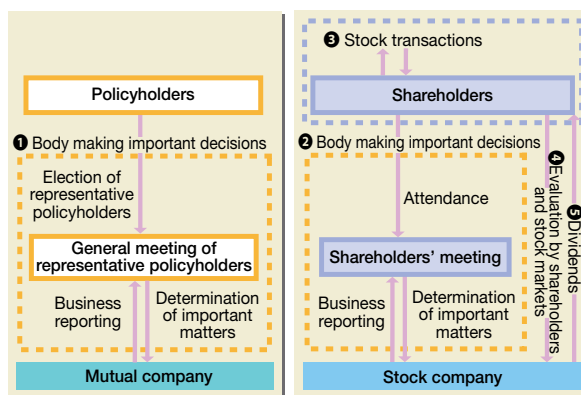 Policyholders
❶ Body making important decisions
Election of
representative
policyholders
General meeting of
representative policyholders
Business
reporting
Determination
of important
matters
Mutual company
❸ Stock transactions
Shareholders
❷ Body making important decisions
Attendance
Shareholders' meeting
Business
reporting
Determination
of important
matters
❹ Evaluation by shareholders
and stock markets
❺ Dividends
Stock company